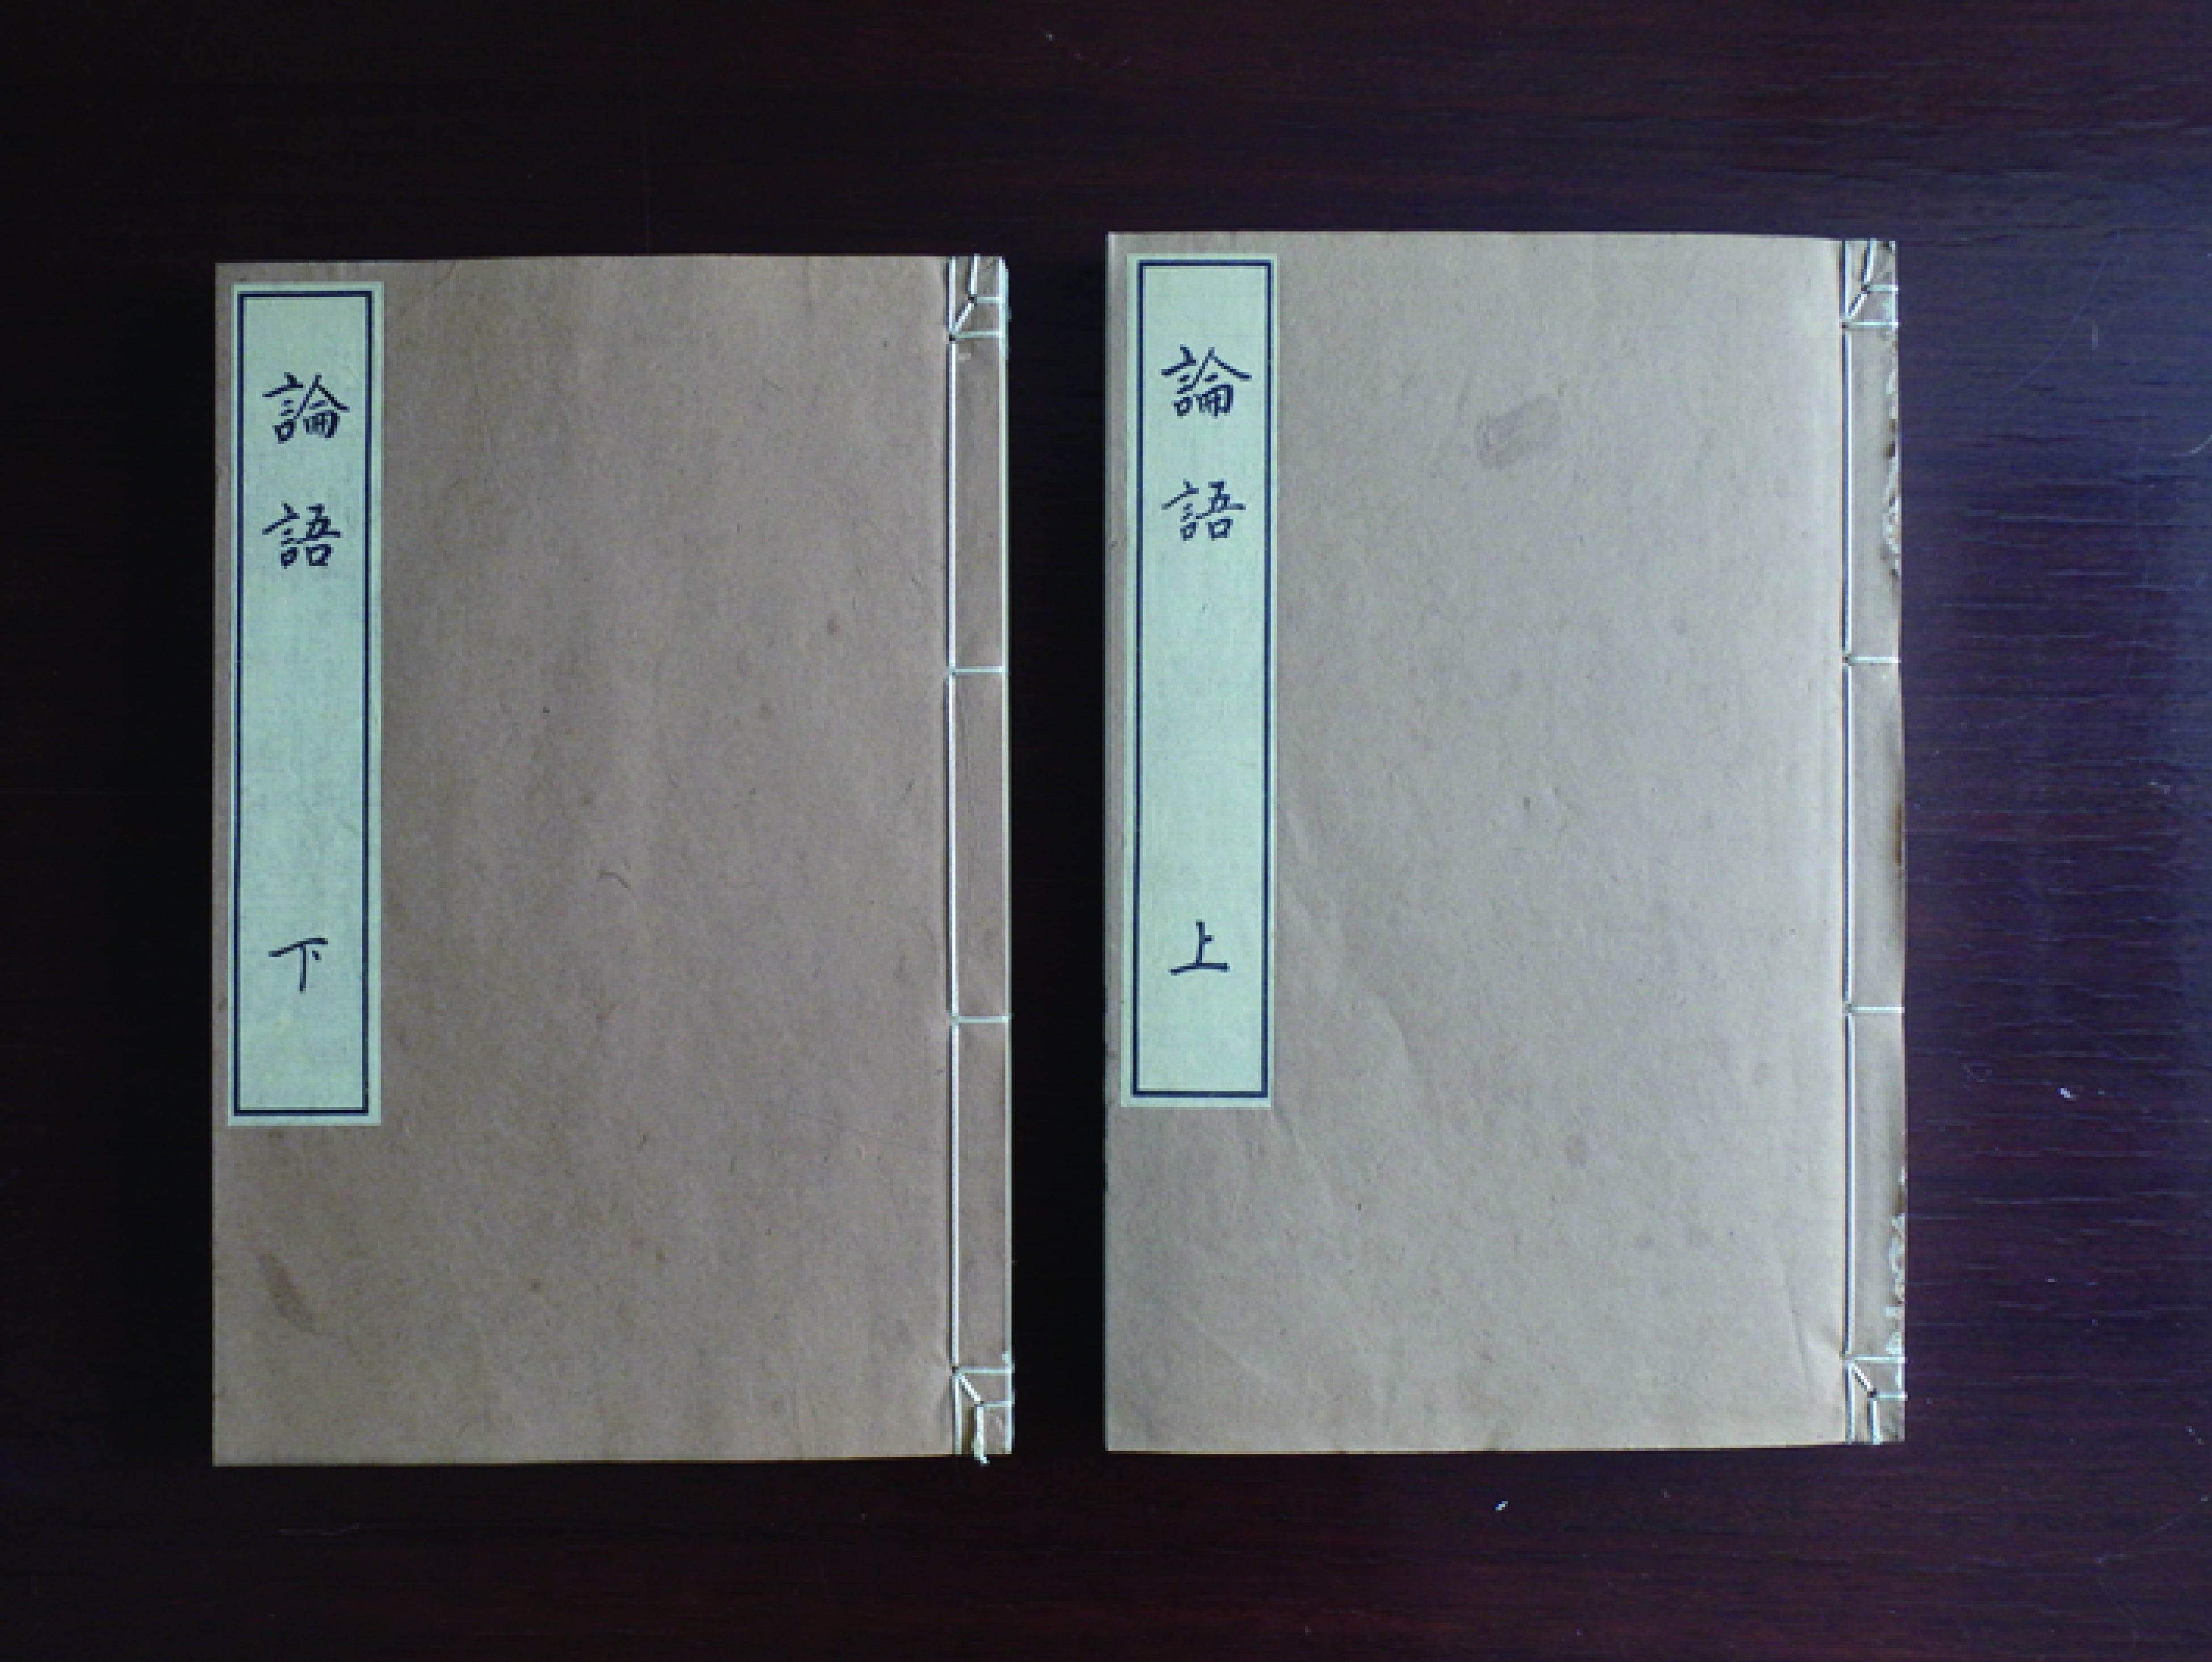 論語 上
論語 下